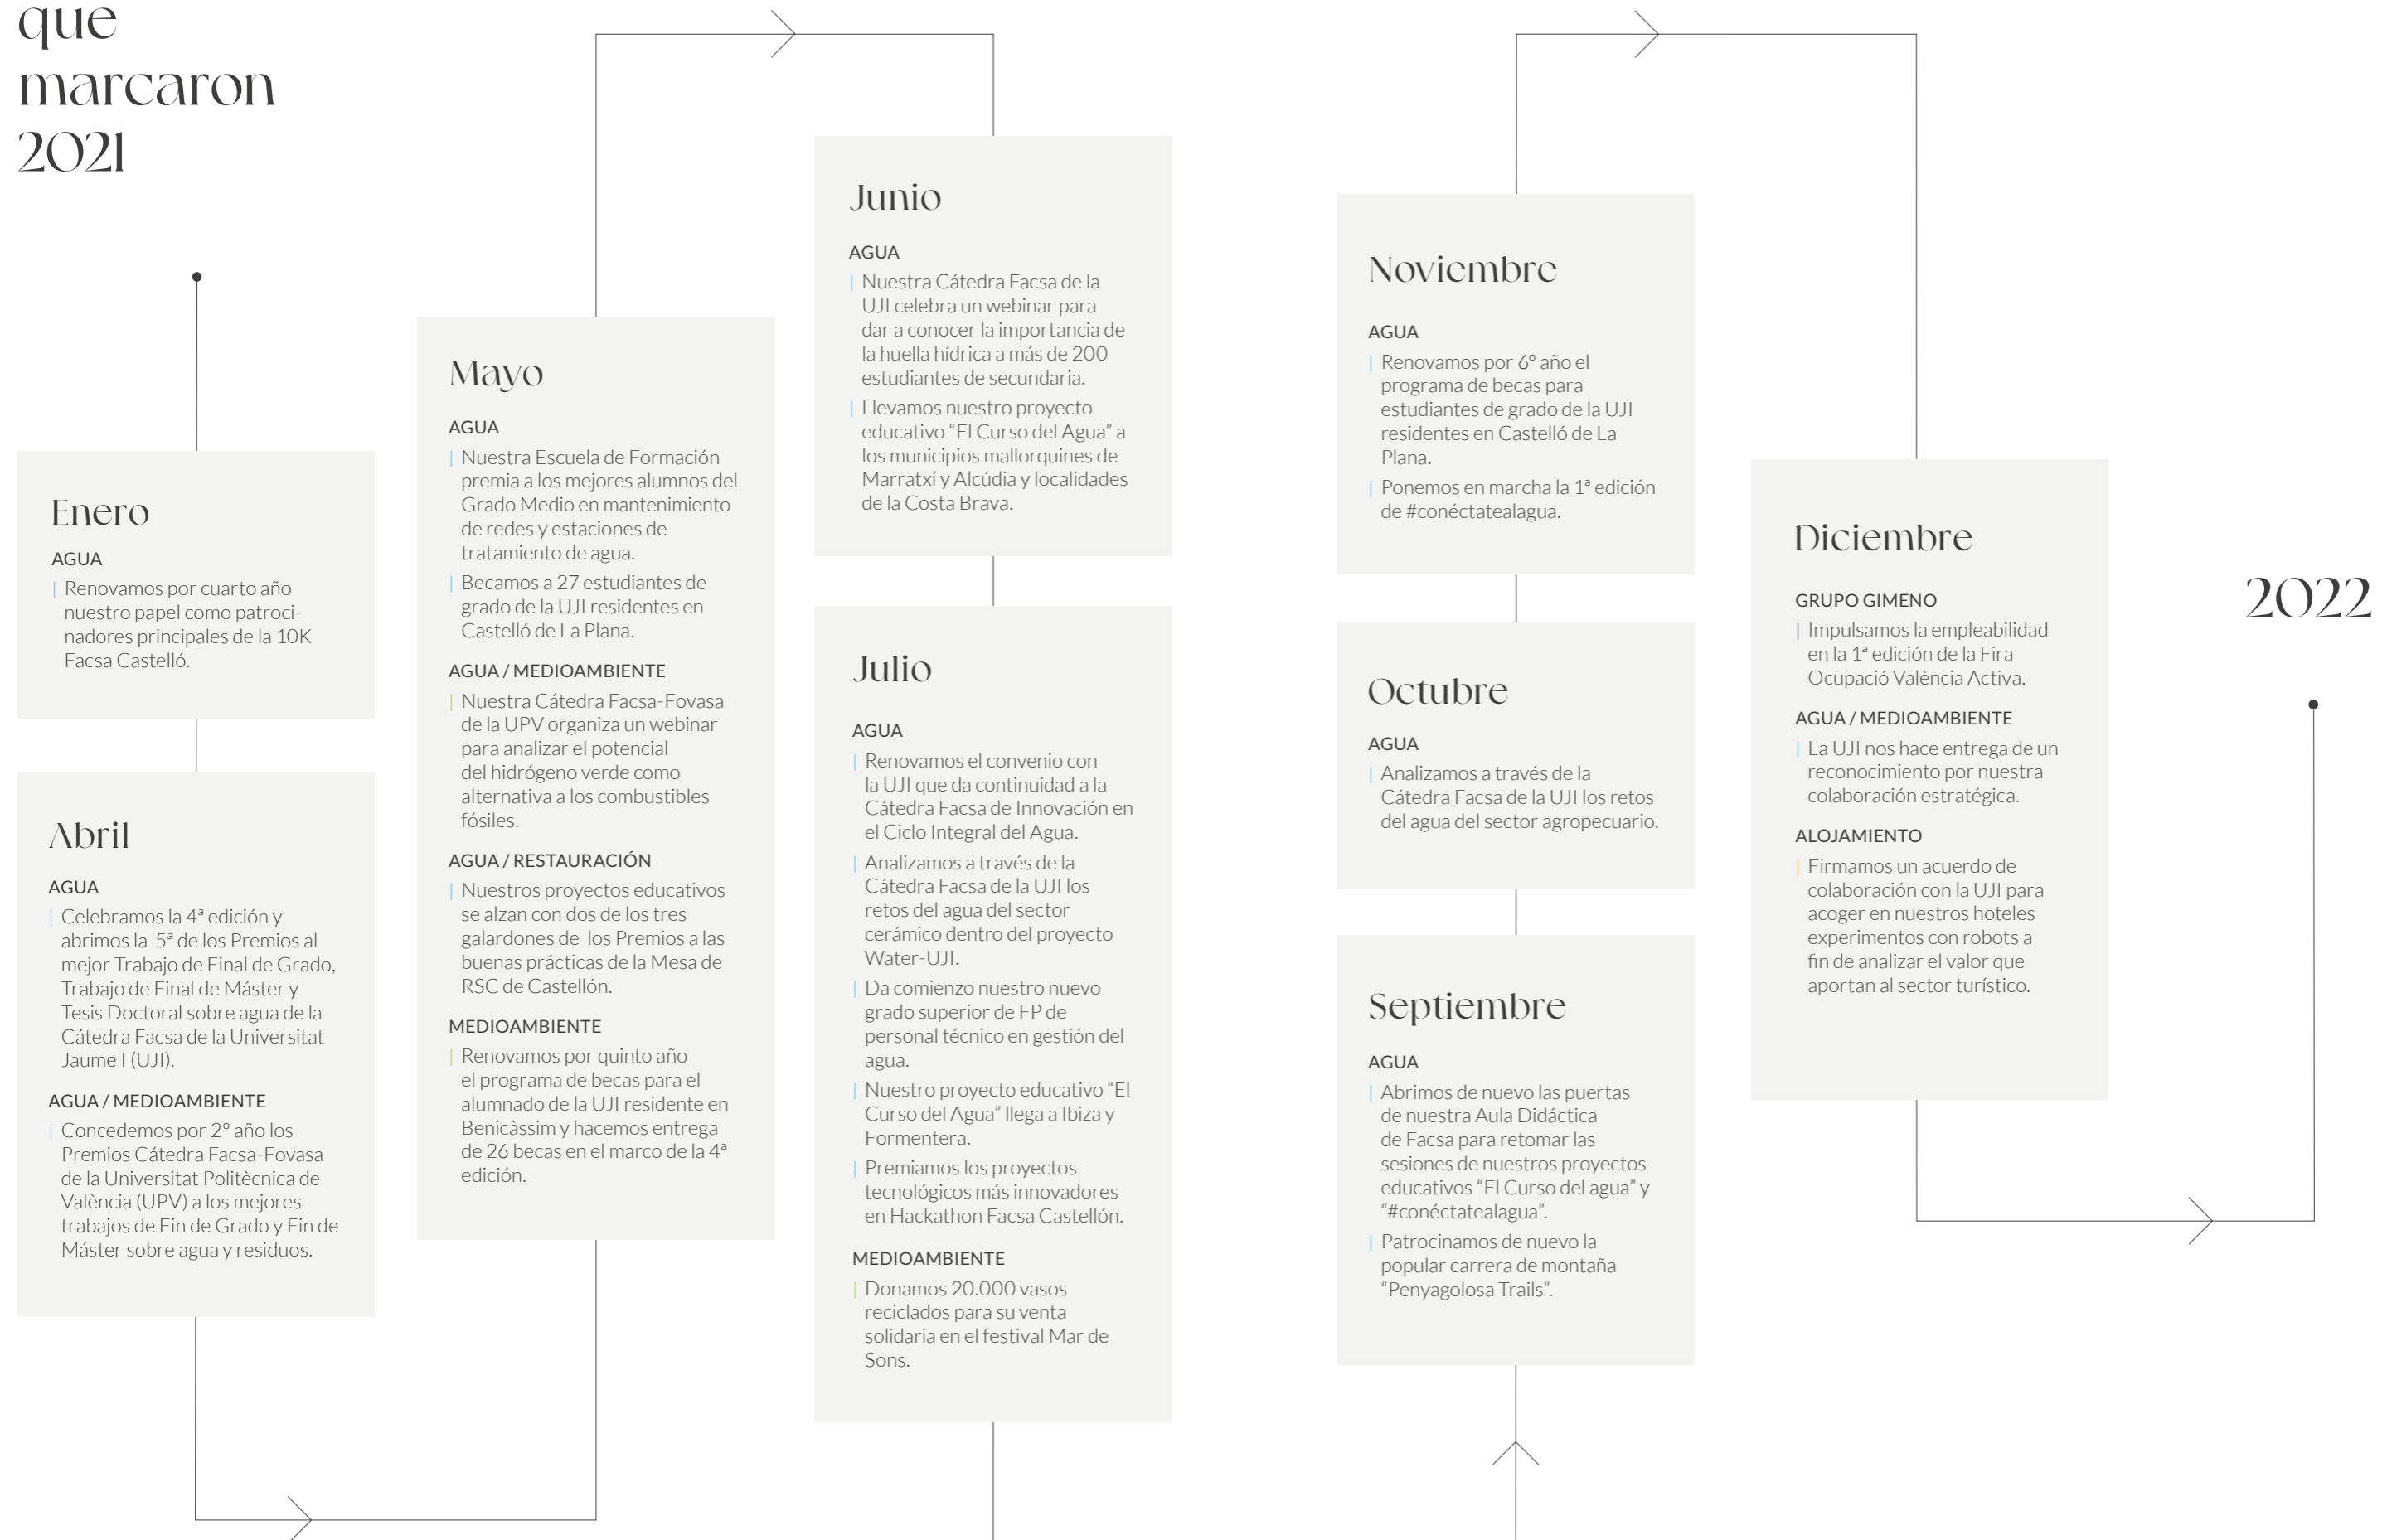 que
marcaron
2021
Enero
AGUA
| Renovamos por cuarto año
nuestro papel como patroci-
nadores principales de la 10K
Facsa Castelló.
Abril
AGUA
| Celebramos la 4ª edición y
abrimos la 5ª de los Premios al
mejor Trabajo de Final de Grado,
Trabajo de Final de Máster y
Tesis Doctoral sobre agua de la
Cátedra Facsa de la Universitat
Jaume I (UJI).
AGUA / MEDIOAMBIENTE
| Concedemos por 2º año los
Premios Cátedra Facsa-Fovasa
de la Universitat Politècnica de
València (UPV) a los mejores
trabajos de Fin de Grado y Fin de
Máster sobre agua y residuos.
Mayo
AGUA
| Nuestra Escuela de Formación
premia a los mejores alumnos del
Grado Medio en mantenimiento
de redes y estaciones de
tratamiento de agua.
| Becamos a 27 estudiantes de
grado de la UJI residentes en
Castelló de La Plana.
AGUA / MEDIOAMBIENTE
| Nuestra Cátedra Facsa-Fovasa
de la UPV organiza un webinar
para analizar el potencial
del hidrógeno verde como
alternativa a los combustibles
fósiles.
AGUA / RESTAURACIÓN
| Nuestros proyectos educativos
se alzan con dos de los tres
galardones de los Premios a las
buenas prácticas de la Mesa de
RSC de Castellón.
MEDIOAMBIENTE
| Renovamos por quinto año
el programa de becas para el
alumnado de la UJI residente en
Benicàssim y hacemos entrega
de 26 becas en el marco de la 4ª
edición.
Junio
AGUA
| Nuestra Cátedra Facsa de la
UJI celebra un webinar para
dar a conocer la importancia de
la huella hídrica a más de 200
estudiantes de secundaria.
| Llevamos nuestro proyecto
educativo “El Curso del Agua” a
los municipios mallorquines de
Marratxí y Alcúdia y localidades
de la Costa Brava.
Julio
AGUA
| Renovamos el convenio con
la UJI que da continuidad a la
Cátedra Facsa de Innovación en
el Ciclo Integral del Agua.
| Analizamos a través de la
Cátedra Facsa de la UJI los
retos del agua del sector
cerámico dentro del proyecto
Water-UJI.
| Da comienzo nuestro nuevo
grado superior de FP de
personal técnico en gestión del
agua.
| Nuestro proyecto educativo “El
Curso del Agua” llega a Ibiza y
Formentera.
| Premiamos los proyectos
tecnológicos más innovadores
en Hackathon Facsa Castellón.
MEDIOAMBIENTE
| Donamos 20.000 vasos
reciclados para su venta
solidaria en el festival Mar de
Sons.
Septiembre
AGUA
| Abrimos de nuevo las puertas
de nuestra Aula Didáctica
de Facsa para retomar las
sesiones de nuestros proyectos
educativos “El Curso del agua” y
“#conéctatealagua”.
| Patrocinamos de nuevo la
popular carrera de montaña
“Penyagolosa Trails”.
Octubre
AGUA
| Analizamos a través de la
Cátedra Facsa de la UJI los retos
del agua del sector agropecuario.
Noviembre
AGUA
| Renovamos por 6º año el
programa de becas para
estudiantes de grado de la UJI
residentes en Castelló de La
Plana.
| Ponemos en marcha la 1ª edición
de #conéctatealagua.
Diciembre
GRUPO GIMENO
| Impulsamos la empleabilidad
en la 1ª edición de la Fira
Ocupació València Activa.
AGUA / MEDIOAMBIENTE
| La UJI nos hace entrega de un
reconocimiento por nuestra
colaboración estratégica.
ALOJAMIENTO
| Firmamos un acuerdo de
colaboración con la UJI para
acoger en nuestros hoteles
experimentos con robots a
fin de analizar el valor que
aportan al sector turístico.
2022